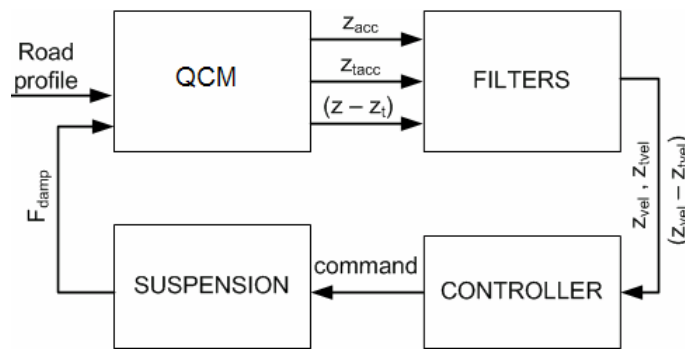 Road
profile
QCM
z_acc
z_tacc
(z – z_t)
FILTERS
F_damp
z_vel , z_tvel
(z_vel – z_tvel)
SUSPENSION
command
CONTROLLER